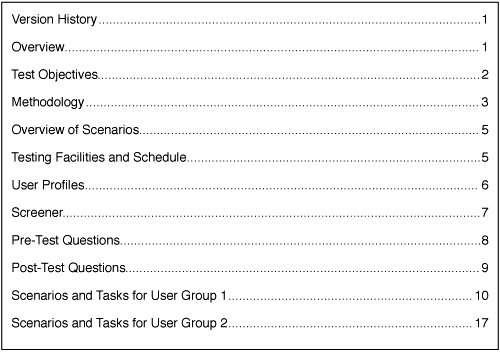 Version History........................................................................1
Overview........................................................................1
Test Objectives........................................................................2
Methodology........................................................................3
Overview of Scenarios........................................................................5
Testing Facilities and Schedule........................................................................5
User Profiles........................................................................6
Screener........................................................................7
Pre-Test Questions........................................................................8
Post-Test Questions........................................................................9
Scenarios and Tasks for User Group 1........................................................................10
Scenarios and Tasks for User Group 2........................................................................17